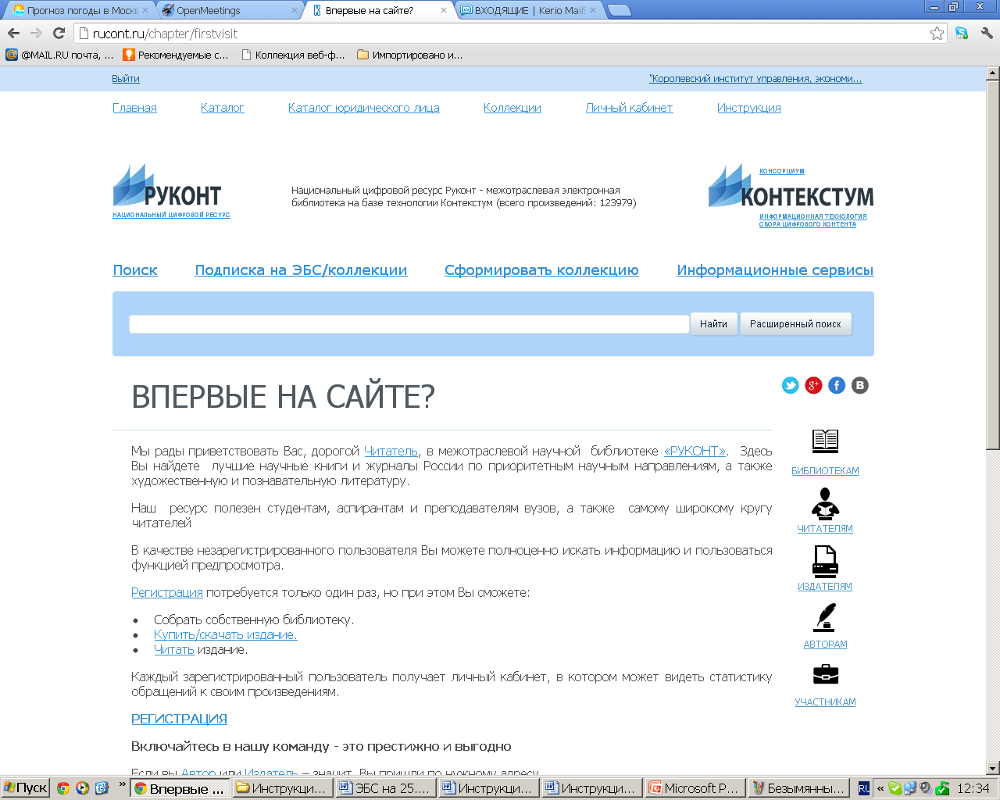 Прогноз погоды в Москве
OpenMeetings
Впервые на сайте?
ВХОДЯЩИЕ | Kerio Mail
rucont.ru/chapter/firstvisit
@MAIL.RU почта, ...
Рекомендуемые с...
Коллекция веб-ф...
Импортировано и...
Выйти
"Королевский институт управления, экономи...
Главная
Каталог
Каталог юридического лица
Коллекции
Личный кабинет
Инструкция
РУКОНТ
НАЦИОНАЛЬНЫЙ ЦИФРОВОЙ РЕСУРС
Национальный цифровой ресурс Руконт - межотраслевая электронная
библиотека на базе технологии Контекстум (всего произведений: 123979)
КОНСОРЦИУМ
КОНТЕКСТУМ
ИНФОРМАЦИОННАЯ ТЕХНОЛОГИЯ
СБОРА ЦИФРОВОГО КОНТЕНТА
Поиск
Подписка на ЭБС/коллекции
Сформировать коллекцию
Информационные сервисы
Найти
Расширенный поиск
ВПЕРВЫЕ НА САЙТЕ?
Мы рады приветствовать Вас, дорогой Читатель, в межотраслевой научной библиотеке «РУКОНТ». Здесь
Вы найдете лучшие научные книги и журналы России по приоритетным научным направлениям, а также
художественную и познавательную литературу.
Наш ресурс полезен студентам, аспирантам и преподавателям вузов, а также самому широкому кругу
читателей
В качестве незарегистрированного пользователя Вы можете полноценно искать информацию и пользоваться
функцией предпросмотра.
Регистрация потребуется только один раз, но при этом Вы сможете:
• Собрать собственную библиотеку.
• Купить/скачать издание.
• Читать издание.
Каждый зарегистрированный пользователь получает личный кабинет, в котором может видеть статистику
обращений к своим произведениям.
РЕГИСТРАЦИЯ
Включайтесь в нашу команду - это престижно и выгодно
Если вы Автор или Издатель – значит, Вы пришли по нужному адресу.
БИБЛИОТЕКАМ
ЧИТАТЕЛЯМ
ИЗДАТЕЛЯМ
АВТОРАМ
УЧАСТНИКАМ
Пуск
»
Впервые ...
Инструкци...
ЭБС на 25....
Инструкци...
Инструкци...
Microsoft P...
Безымянны...
RU
«
12:34